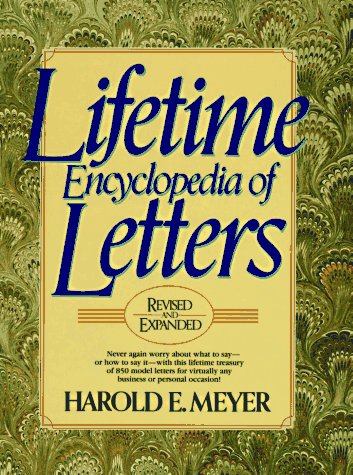 Lifetime
Encyclopedia of
Letters
REVISED
AND
EXPANDED
Never again worry about what to say—
or how to say it—with this lifetime treasury
of 850 model letters for virtually any
business or personal occasion!
HAROLD E. MEYER